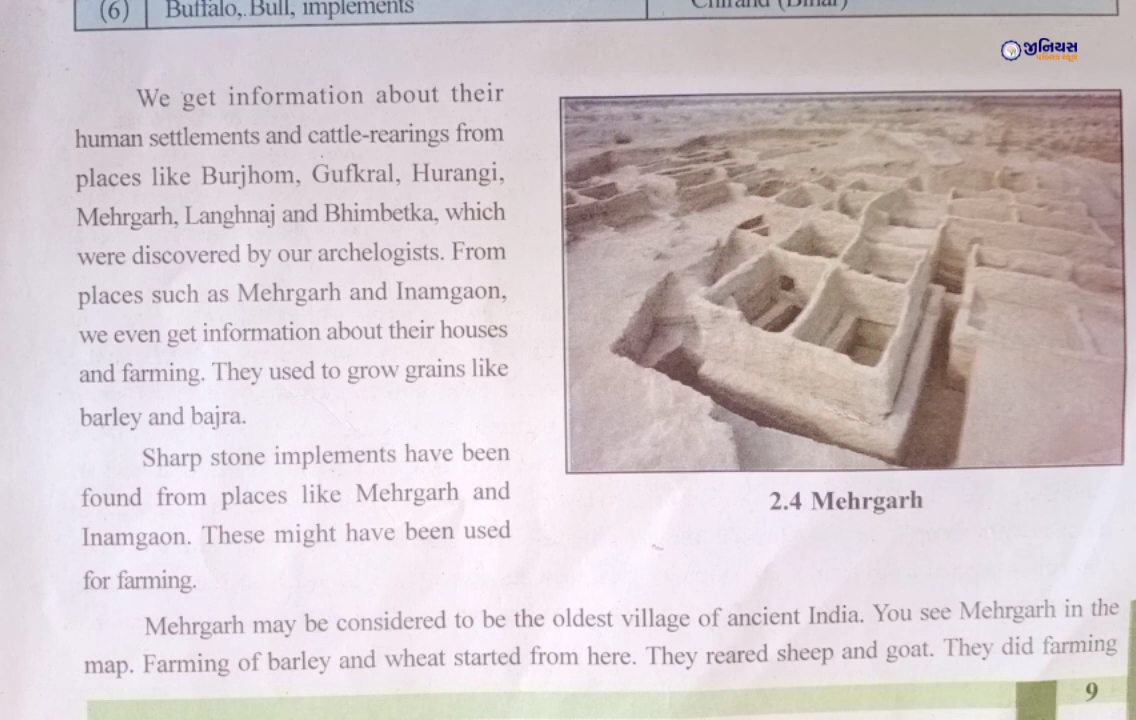 (6) Buffalo, Bull, implements Chirand (Bihar)
જીનિયસ
We get information about their
human settlements and cattle-rearings from
places like Burjhom, Gufkral, Hurangi,
Mehrgarh, Langhnaj and Bhimbetka, which
were discovered by our archelogists. From
places such as Mehrgarh and Inamgaon,
we even get information about their houses
and farming. They used to grow grains like
barley and bajra.
Sharp stone implements have been
found from places like Mehrgarh and
Inamgaon. These might have been used
for farming.
2.4 Mehrgarh
Mehrgarh may be considered to be the oldest village of ancient India. You see Mehrgarh in the
map. Farming of barley and wheat started from here. They reared sheep and goat. They did farming
9